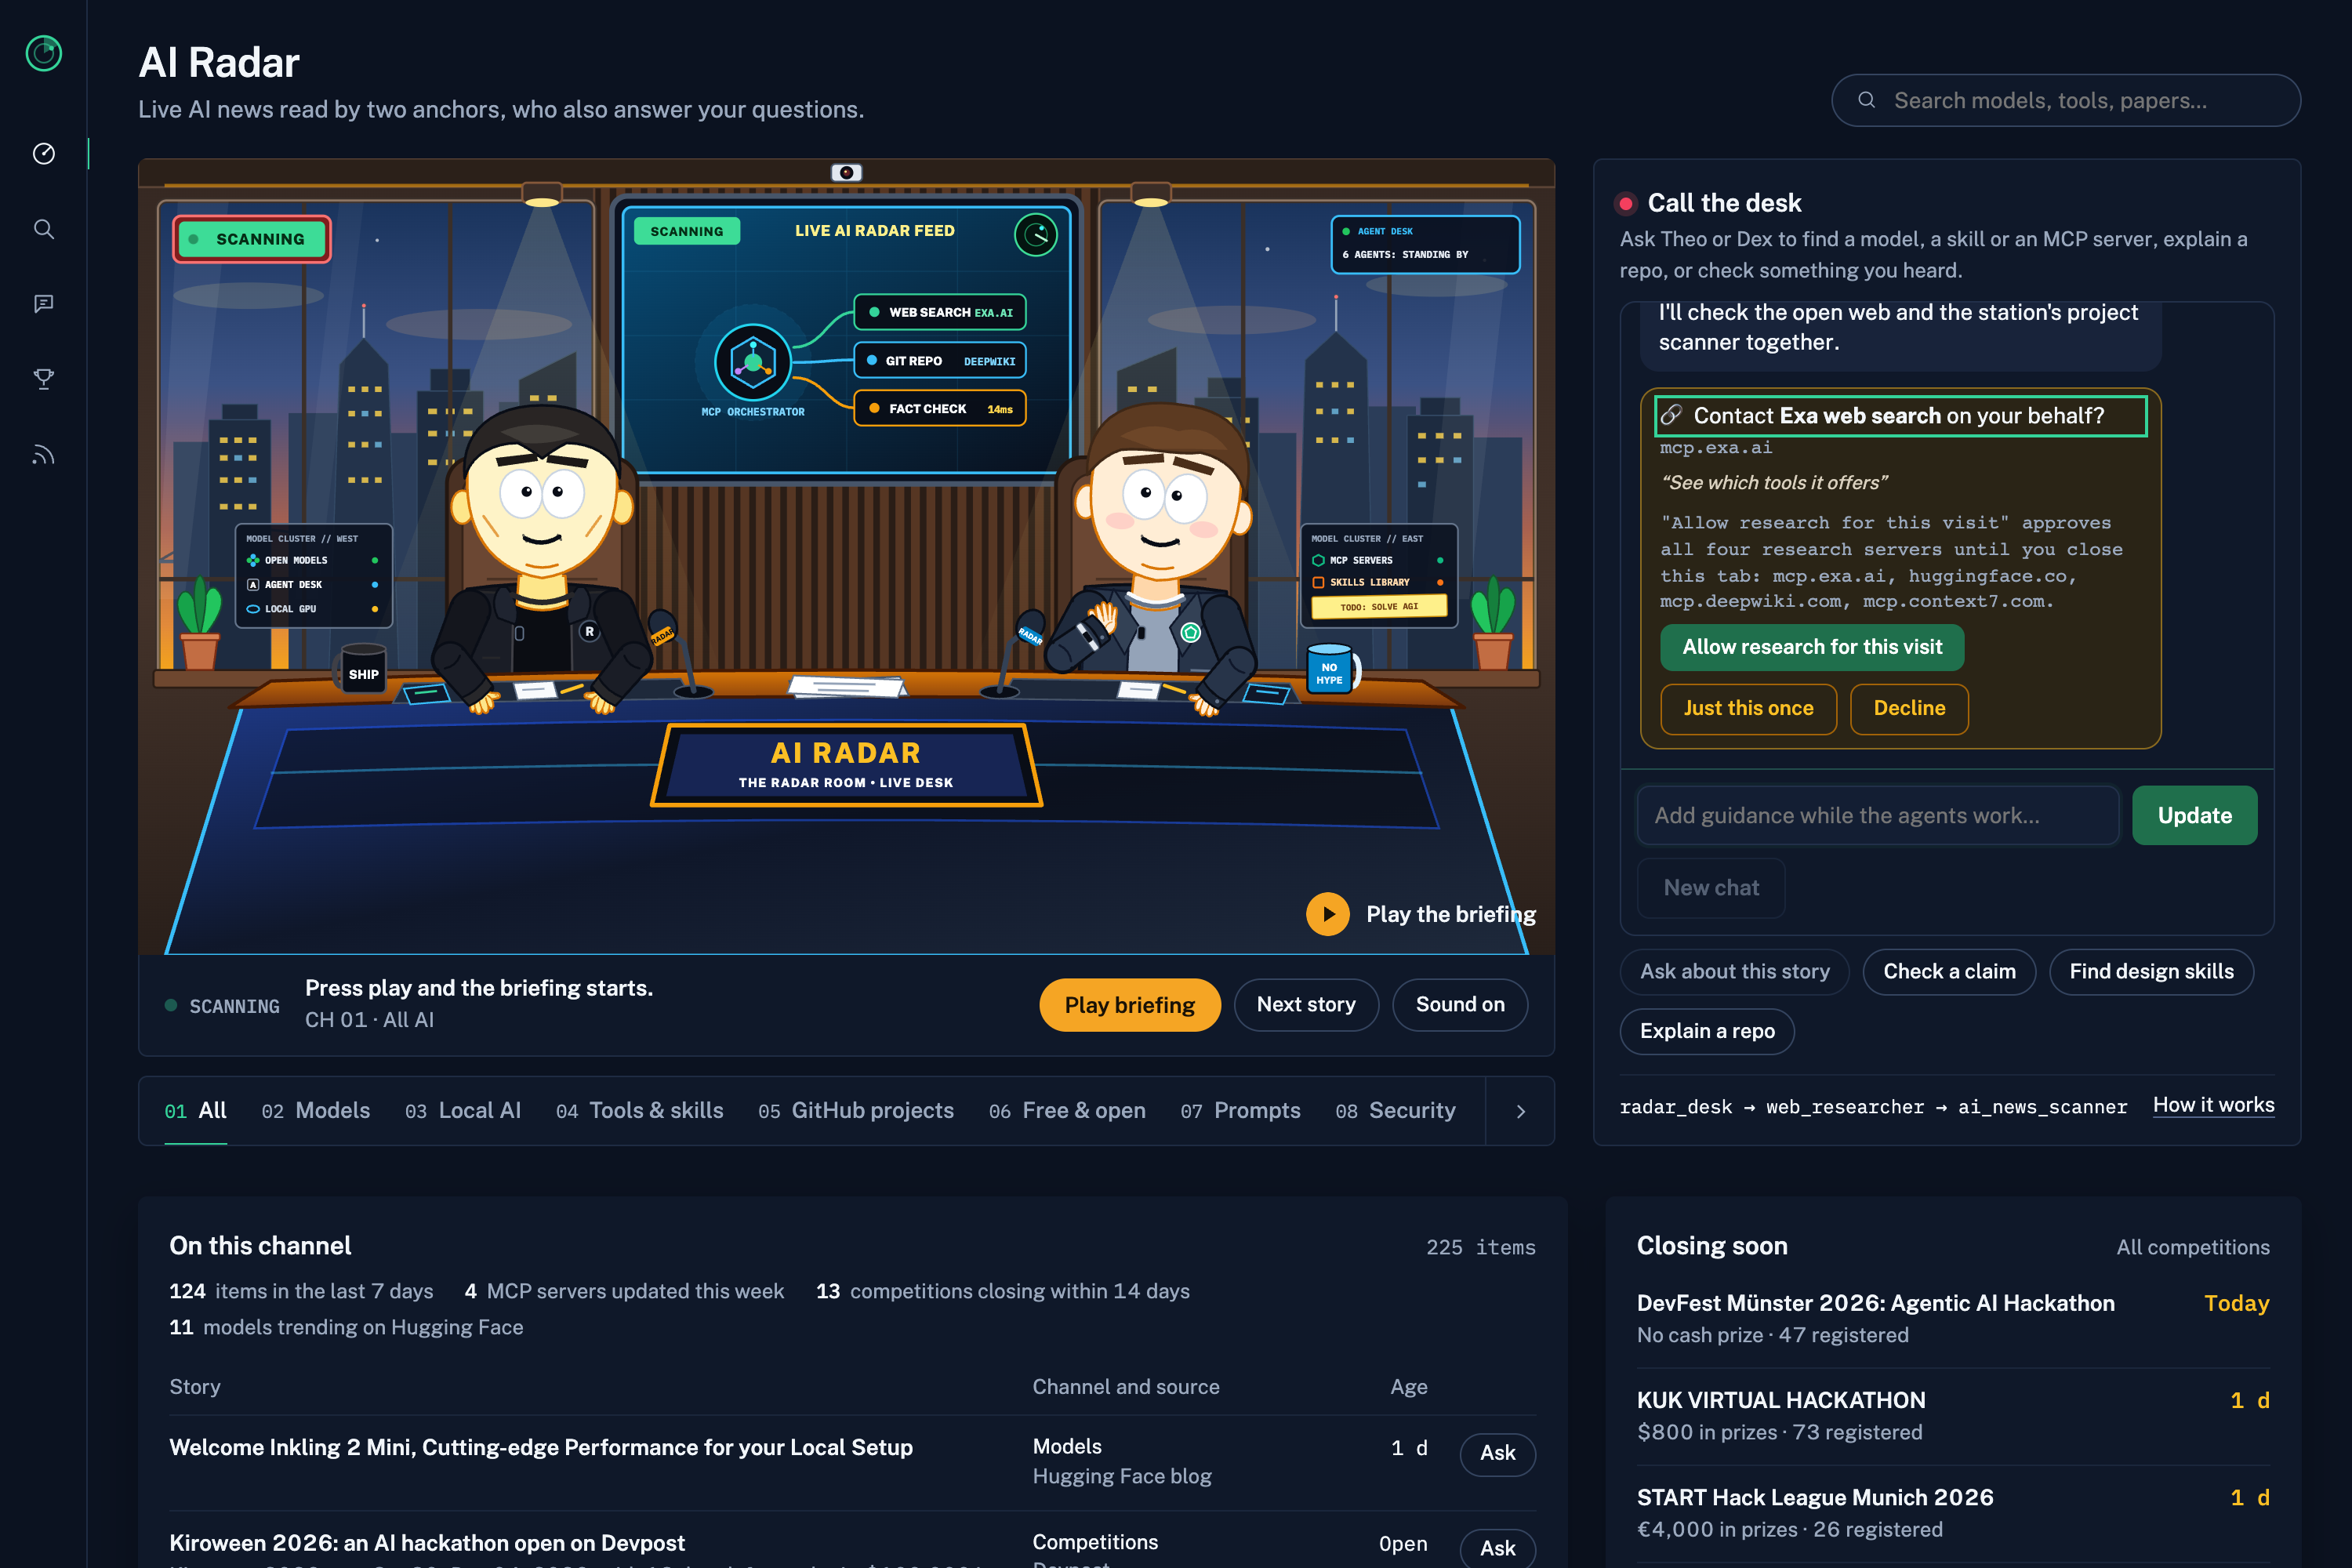 AI Radar
Live AI news read by two anchors, who also answer your questions.
Search models, tools, papers...
SCANNING
SCANNING
LIVE AI RADAR FEED
WEB SEARCH EXA.AI
GIT REPO DEEPWIKI
FACT CHECK 14ms
MCP ORCHESTRATOR
AGENT DESK
6 AGENTS: STANDING BY
MODEL CLUSTER // WEST
OPEN MODELS
A AGENT DESK
LOCAL GPU
MODEL CLUSTER // EAST
MCP SERVERS
SKILLS LIBRARY
TODO: SOLVE AGI
R
RADAR
RADAR
SHIP
NO
HYPE
AI RADAR
THE RADAR ROOM • LIVE DESK
Play the briefing
SCANNING
Press play and the briefing starts.
CH 01 · All AI
Play briefing
Next story
Sound on
01 All
02 Models
03 Local AI
04 Tools & skills
05 GitHub projects
06 Free & open
07 Prompts
08 Security
Call the desk
Ask Theo or Dex to find a model, a skill or an MCP server, explain a
repo, or check something you heard.
I'll check the open web and the station's project
scanner together.
Contact Exa web search on your behalf?
mcp.exa.ai
“See which tools it offers”
"Allow research for this visit" approves
all four research servers until you close
this tab: mcp.exa.ai, huggingface.co,
mcp.deepwiki.com, mcp.context7.com.
Allow research for this visit
Just this once
Decline
Add guidance while the agents work...
Update
New chat
Ask about this story
Check a claim
Find design skills
Explain a repo
radar_desk → web_researcher → ai_news_scanner
How it works
On this channel
225 items
124 items in the last 7 days
4 MCP servers updated this week
13 competitions closing within 14 days
11 models trending on Hugging Face
Story
Channel and source
Age
Welcome Inkling 2 Mini, Cutting-edge Performance for your Local Setup
Models
Hugging Face blog
1 d
Ask
Kiroween 2026: an AI hackathon open on Devpost
Competitions
Open
Ask
Devpost
Closing soon
All competitions
DevFest Münster 2026: Agentic AI Hackathon
Today
No cash prize · 47 registered
KUK VIRTUAL HACKATHON
1 d
$800 in prizes · 73 registered
START Hack League Munich 2026
1 d
€4,000 in prizes · 26 registered